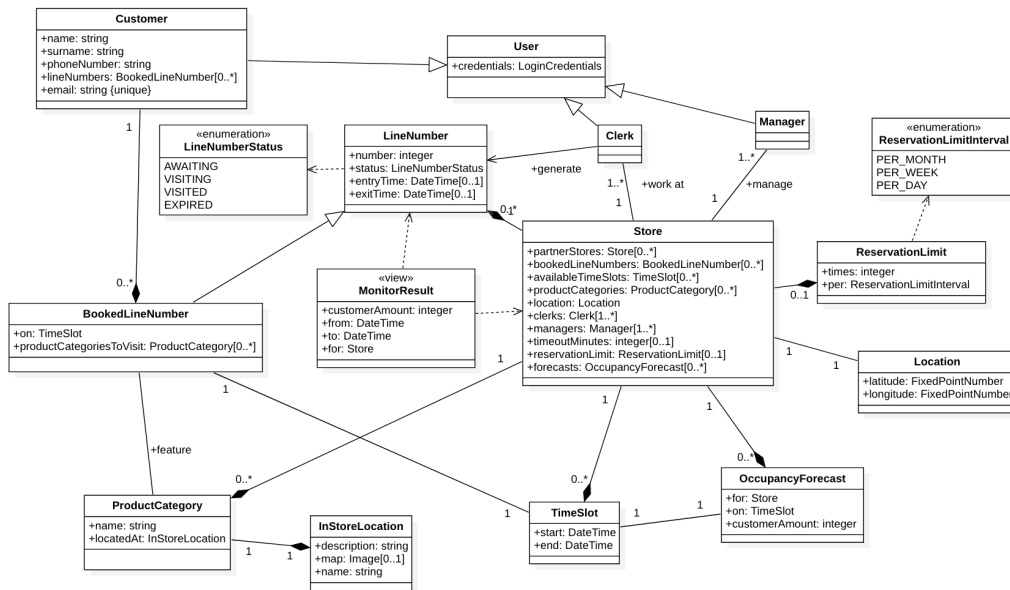 Customer
+name: string
+surname: string
+phoneNumber: string
+lineNumbers: BookedLineNumber[0..*]
+email: string {unique}
User
+credentials: LoginCredentials
1
«enumeration»
LineNumberStatus
AWAITING
VISITING
VISITED
EXPIRED
LineNumber
+number: integer
+status: LineNumberStatus
+entryTime: DateTime[0..1]
+exitTime: DateTime[0..1]
Clerk
+generate
Manager
«enumeration»
ReservationLimitInterval
PER_MONTH
PER_WEEK
PER_DAY
1..*
+work at
1
1..*
+manage
1
0..*
1
Store
+partnerStores: Store[0..*]
+bookedLineNumbers: BookedLineNumber[0..*]
+availableTimeSlots: TimeSlot[0..*]
+productCategories: ProductCategory[0..*]
+location: Location
+clerks: Clerk[1..*]
+managers: Manager[1..*]
+timeoutMinutes: integer[0..1]
+reservationLimit: ReservationLimit[0..1]
+forecasts: OccupancyForecast[0..*]
1
0..1
ReservationLimit
+times: integer
+per: ReservationLimitInterval
«view»
MonitorResult
+customerAmount: integer
+from: DateTime
+to: DateTime
+for: Store
0..*
BookedLineNumber
+on: TimeSlot
+productCategoriesToVisit: ProductCategory[0..*]
1
1
Location
+latitude: FixedPointNumber
+longitude: FixedPointNumber
1
1
1
1
+feature
0..*
0..*
0..*
ProductCategory
+name: string
+locatedAt: InStoreLocation
1
1
InStoreLocation
+description: string
+map: Image[0..1]
+name: string
1
TimeSlot
+start: DateTime
+end: DateTime
1
1
OccupancyForecast
+for: Store
+on: TimeSlot
+customerAmount: integer